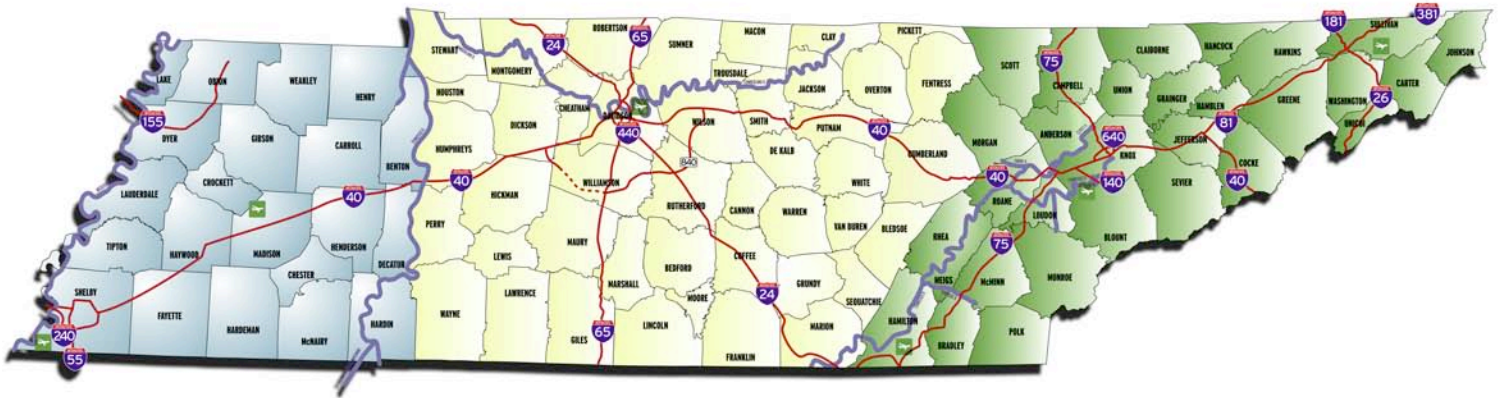 LAKE
OBION
WEAKLEY
HENRY
155
DYER
GIBSON
CARROLL
BENTON
LAUDERDALE
CROCKETT
40
TIPTON
HAYWOOD
MADISON
HENDERSON
DECATUR
CHESTER
SHELBY
240
55
FAYETTE
HARDEMAN
McNAIRY
HARDIN
STEWART
MONTGOMERY
24
ROBERTSON
65
SUMNER
MACON
TROUSDALE
CLAY
PICKETT
HOUSTON
DICKSON
CHEATHAM
DAVIDSON
440
WILSON
SMITH
JACKSON
OVERTON
FENTRESS
HUMPHREYS
40
HICKMAN
WILLIAMSON
840
RUTHERFORD
CANNON
DE KALB
PUTNAM
40
CUMBERLAND
WHITE
WARREN
VAN BUREN
BLEDSOE
PERRY
LEWIS
MAURY
MARSHALL
BEDFORD
COFFEE
MOORE
24
GRUNDY
SEQUATCHIE
WAYNE
LAWRENCE
GILES
65
LINCOLN
FRANKLIN
MARION
SCOTT
75
CAMPBELL
CLAIBORNE
HANCOCK
HAWKINS
181
SULLIVAN
381
JOHNSON
MORGAN
ANDERSON
UNION
GRAINGER
HAMBLEN
GREENE
WASHINGTON
CARTER
26
UNICOI
640
KNOX
JEFFERSON
81
COCKE
40
ROANE
40
140
SEVIER
LOUDON
BLOUNT
RHEA
75
MEIGS
McMINN
MONROE
HAMILTON
BRADLEY
POLK